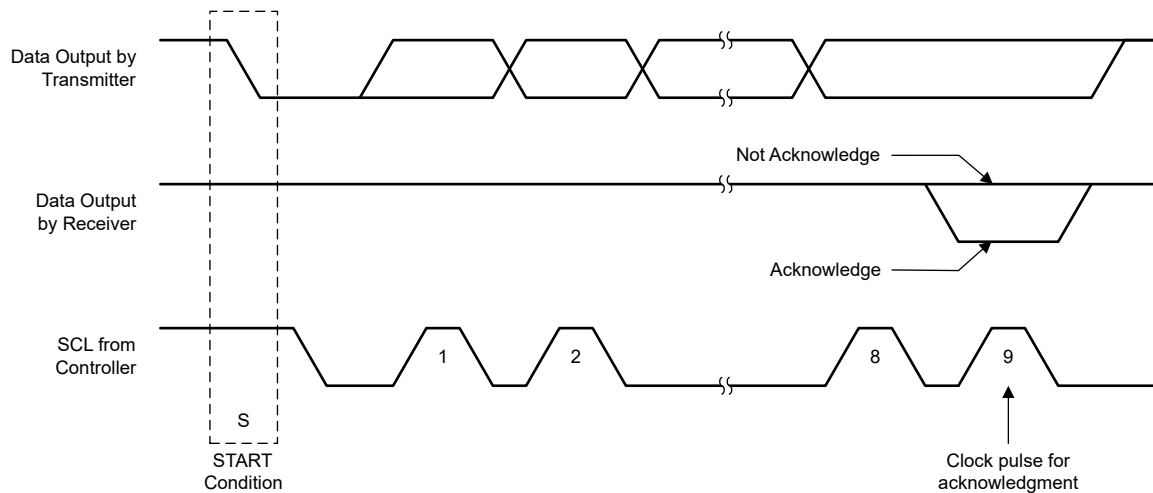 Data Output by
Transmitter
Not Acknowledge
Data Output
by Receiver
Acknowledge
SCL from
Controller
1
2
8
9
S
START
Condition
Clock pulse for
acknowledgment